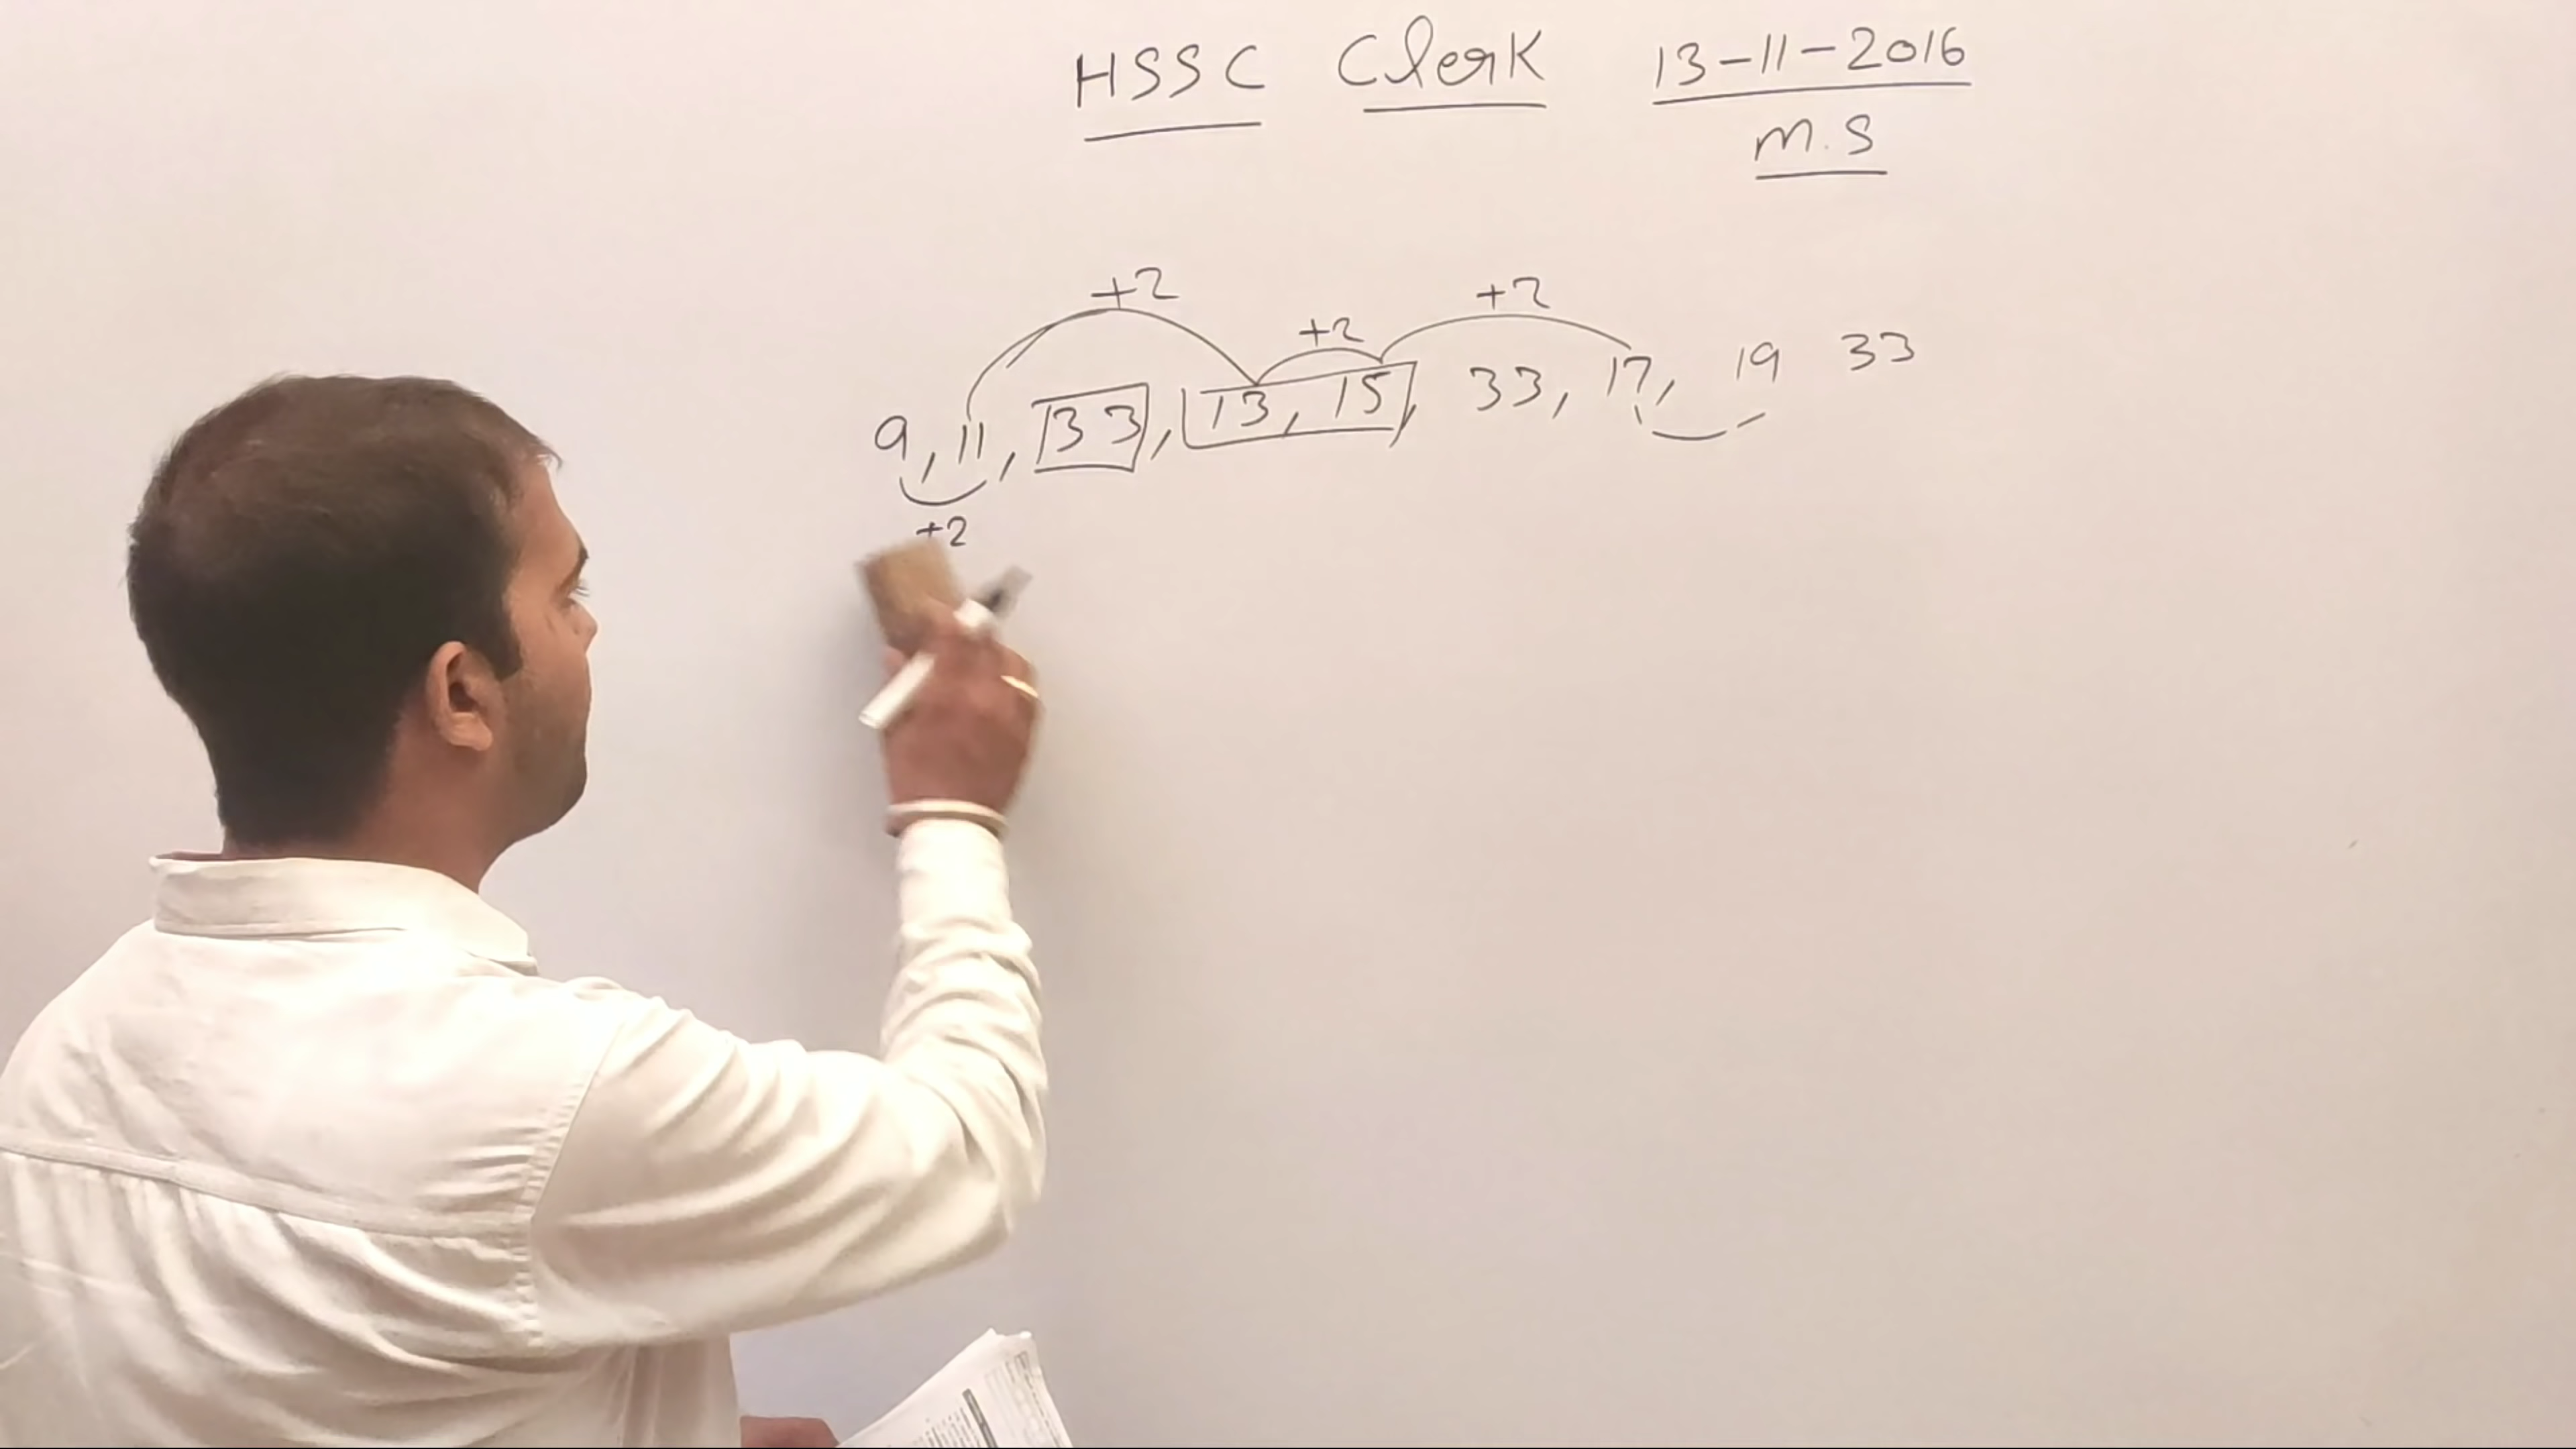 HSSC Clerk 13-11-2016
M.S
+2 +2 +2
9, 11, 33, 13, 15, 33, 17, 19 33
+2